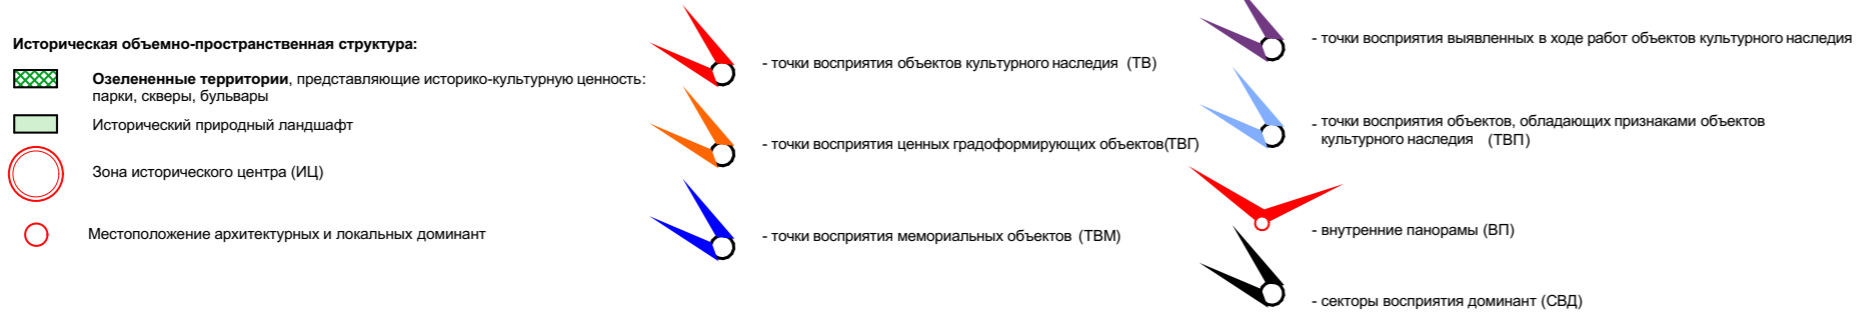 Историческая объемно-пространственная структура:
Озелененные территории, представляющие историко-культурную ценность:
парки, скверы, бульвары
Исторический природный ландшафт
Зона исторического центра (ИЦ)
Местоположение архитектурных и локальных доминант
- точки восприятия объектов культурного наследия (ТВ)
- точки восприятия ценных градоформирующих объектов(ТВГ)
- точки восприятия мемориальных объектов (ТВМ)
- точки восприятия выявленных в ходе работ объектов культурного наследия
- точки восприятия объектов, обладающих признаками объектов
культурного наследия (ТВП)
- внутренние панорамы (ВП)
- секторы восприятия доминант (СВД)